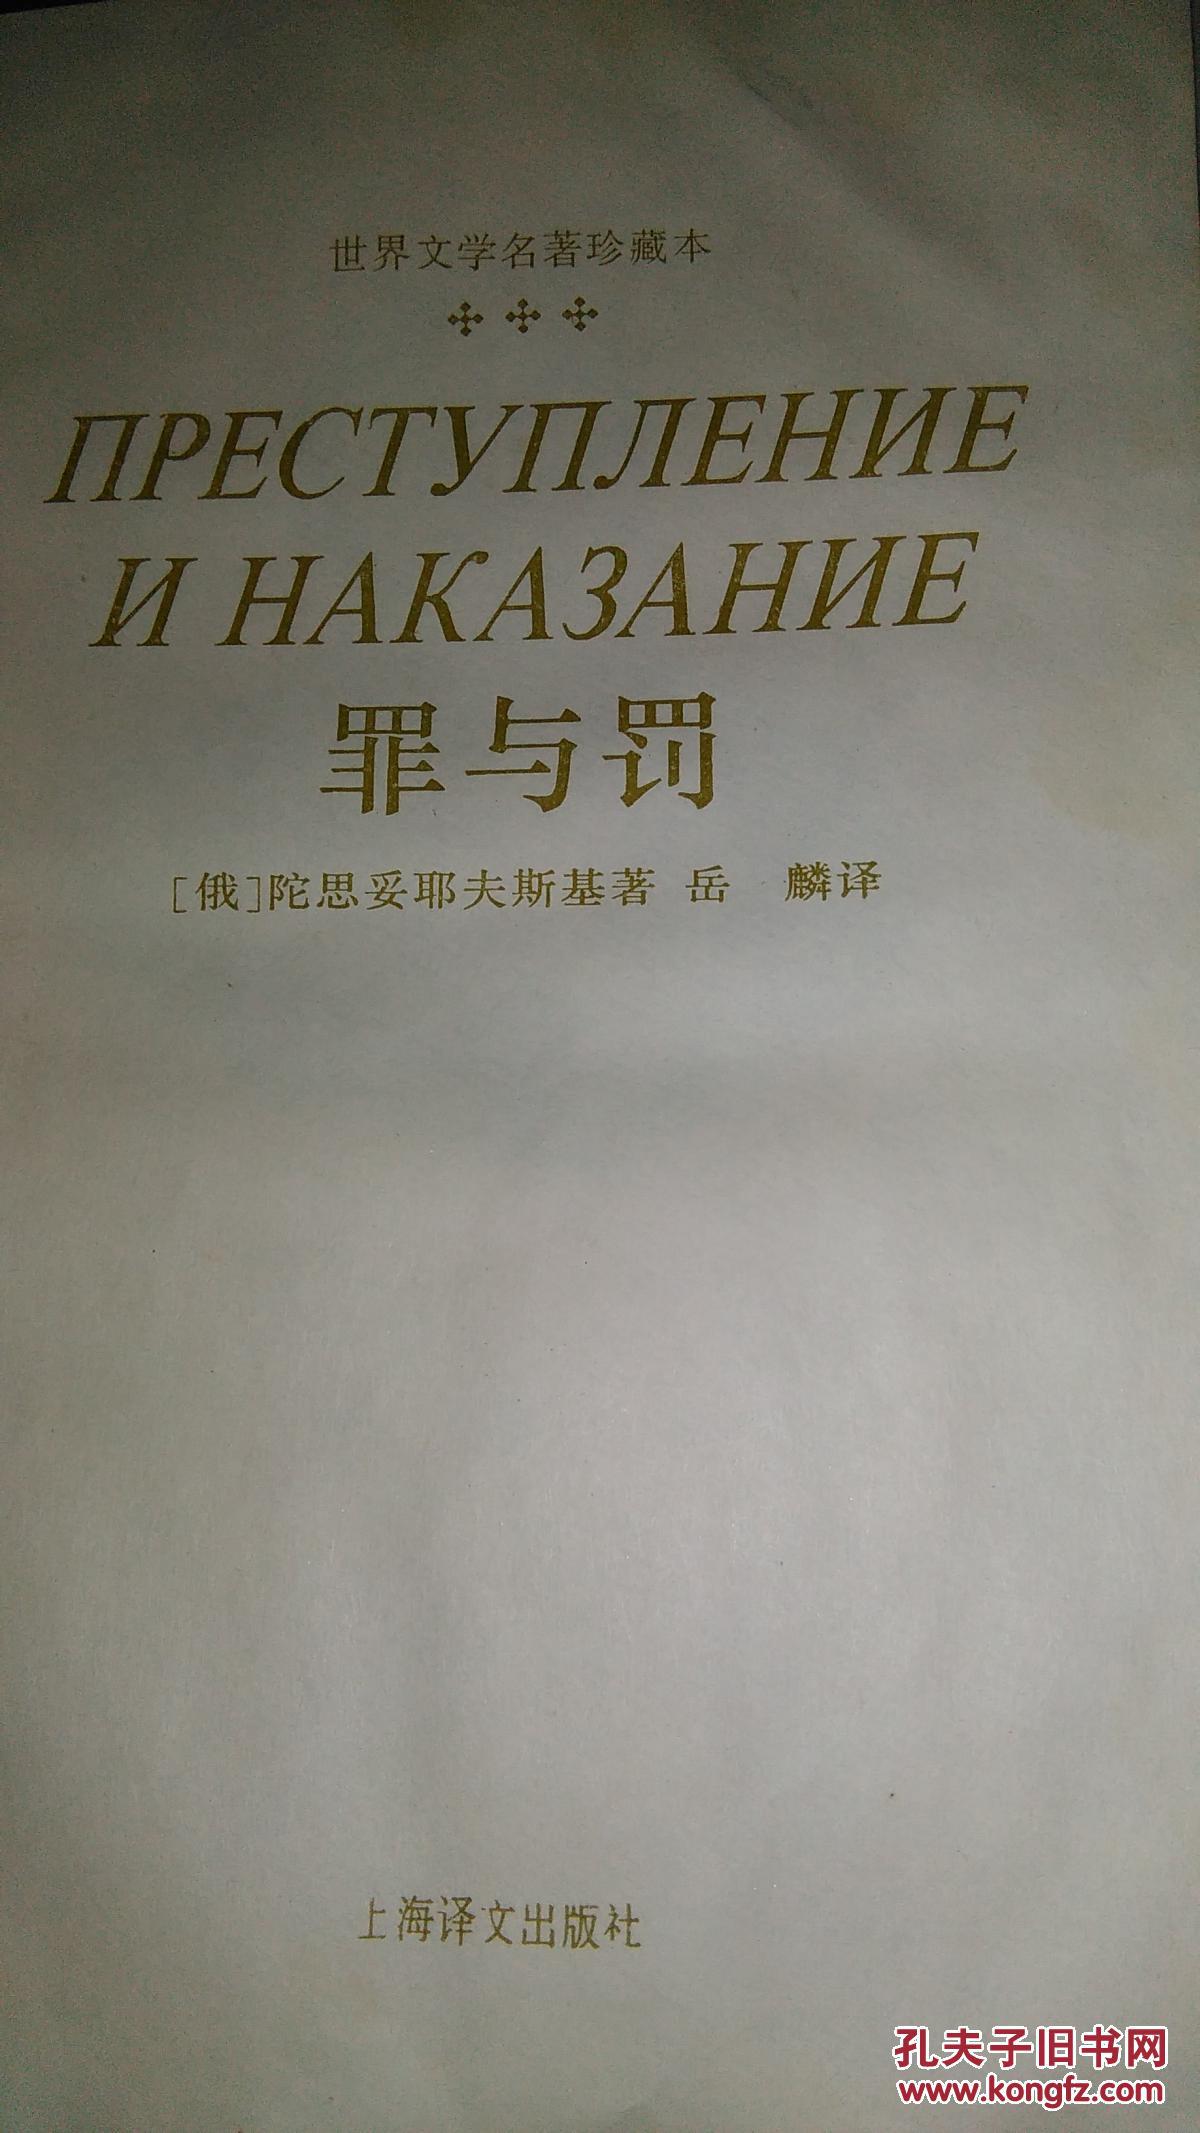 世界文学名著珍藏本
ПРЕСТУПЛЕНИЕ
И НАКАЗАНИЕ
罪与罚
[俄]陀思妥耶夫斯基著 岳　麟译
上海译文出版社
孔夫子旧书网
www.kongfz.com